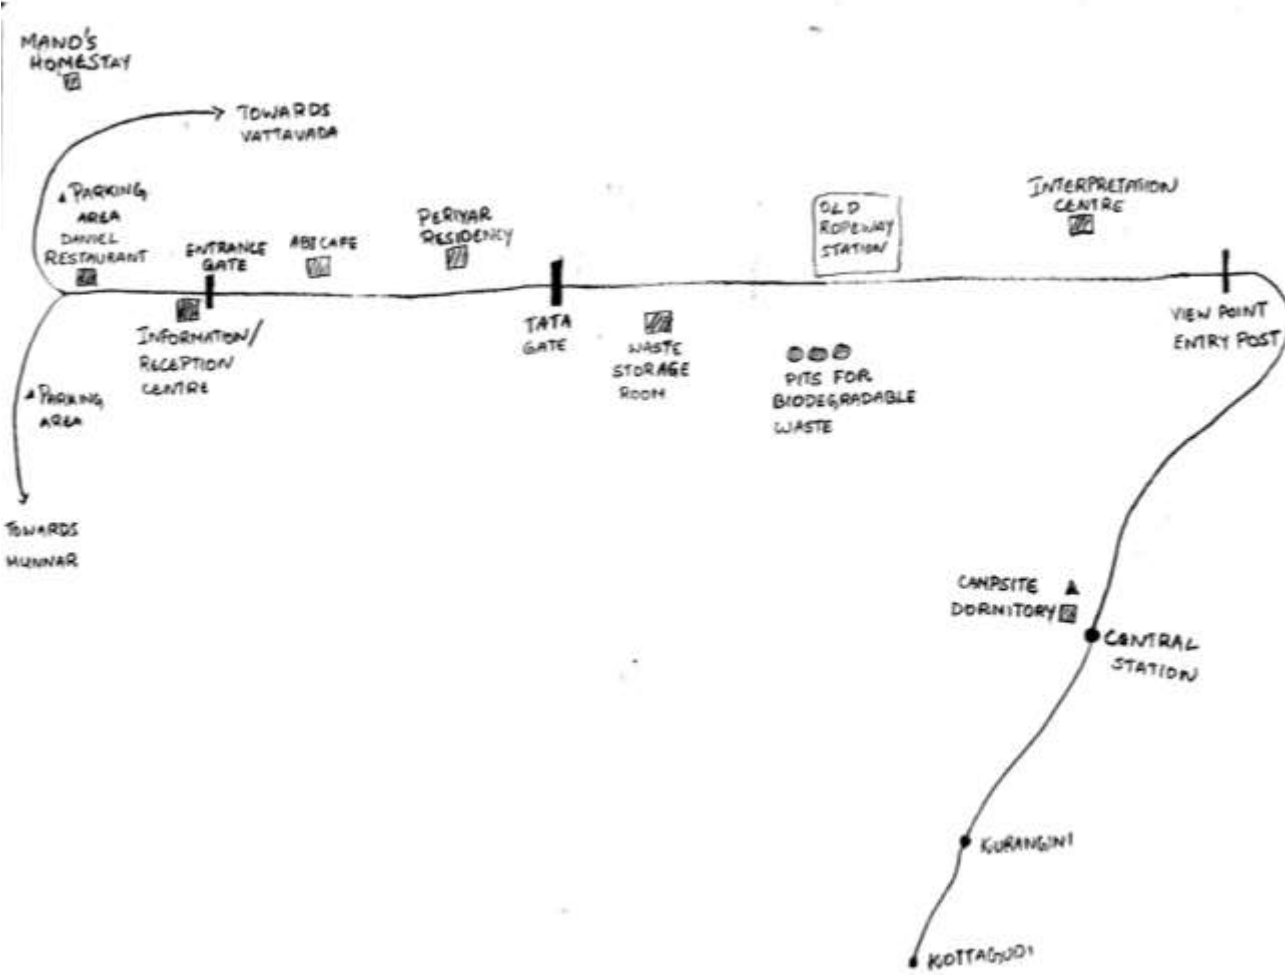 MANO'S
HOMESTAY
TOWARDS
VATTAVADA
PARKING
AREA
DANIEL
RESTAURANT
ENTRANCE
GATE
ABI CAFE
PERIYAR
RESIDENCY
OLD
ROPEWAY
STATION
INTERPRETATION
CENTRE
INFORMATION/
RECEPTION
CENTRE
TATA
GATE
WASTE
STORAGE
ROOM
PITS FOR
BIODEGRADABLE
WASTE
VIEW POINT
ENTRY POST
PARKING
AREA
TOWARDS
MUNNAR
CAMPSITE
DORMITORY
CENTRAL
STATION
KURANGINI
KOTTAGUDI